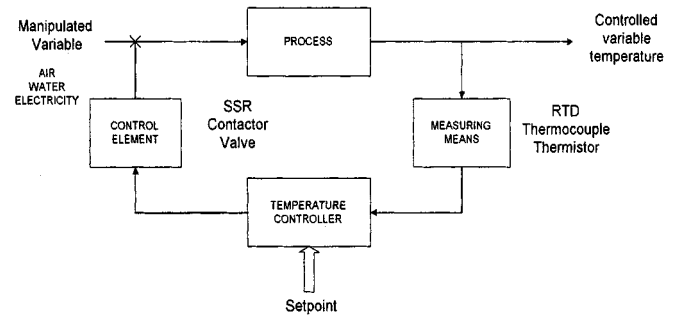 Manipulated
Variable
AIR
WATER
ELECTRICITY
PROCESS
Controlled
variable
temperature
CONTROL
ELEMENT
SSR
Contactor
Valve
MEASURING
MEANS
RTD
Thermocouple
Thermistor
TEMPERATURE
CONTROLLER
Setpoint